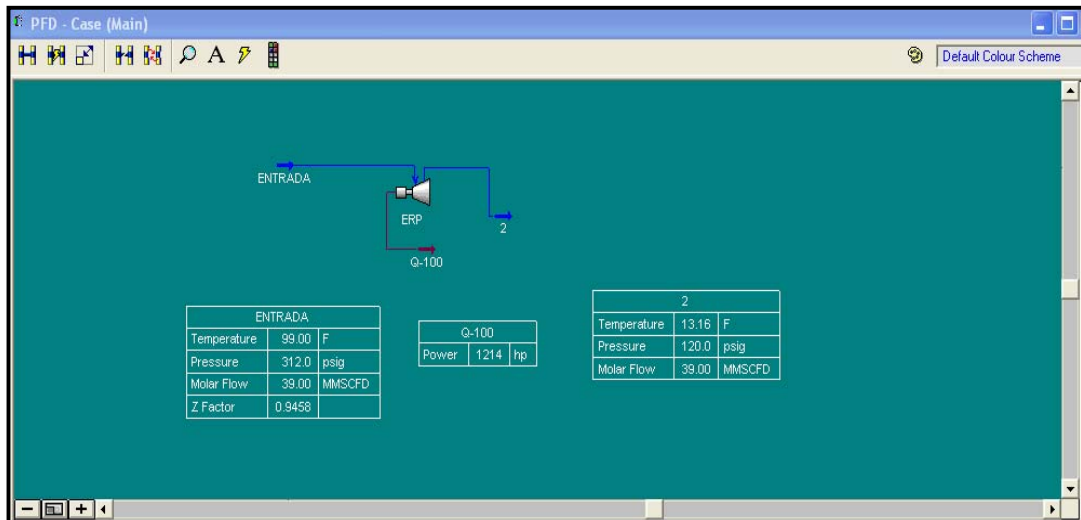 PFD - Case (Main)
A
Default Colour Scheme
ENTRADA
ERP
2
Q-100
ENTRADA
Temperature 99.00 F
Pressure 312.0 psig
Molar Flow 39.00 MMSCFD
Z Factor 0.9458
Q-100
Power 1214 hp
2
Temperature 13.16 F
Pressure 120.0 psig
Molar Flow 39.00 MMSCFD